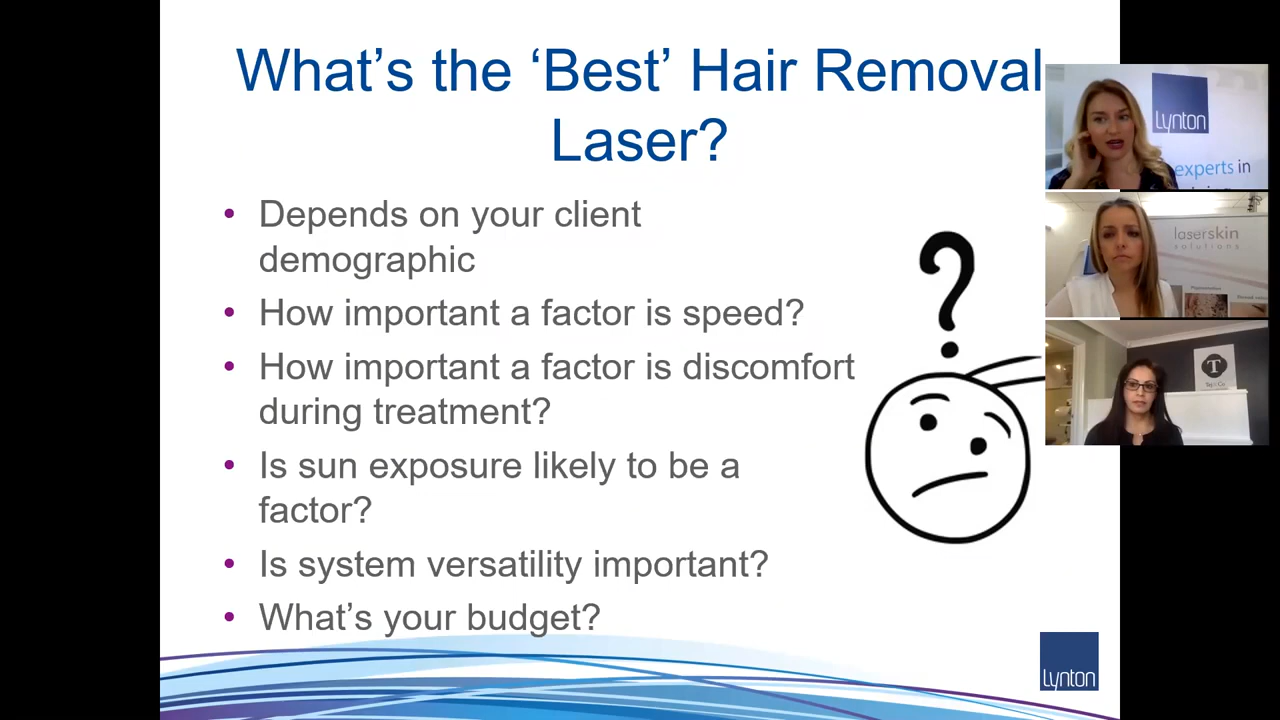 What's the ‘Best’ Hair Removal
Laser?
• Depends on your client
demographic
• How important a factor is speed?
• How important a factor is discomfort
during treatment?
• Is sun exposure likely to be a
factor?
• Is system versatility important?
• What's your budget?
?
Lynton
experts in
laserskin
solutions
T
Lynton